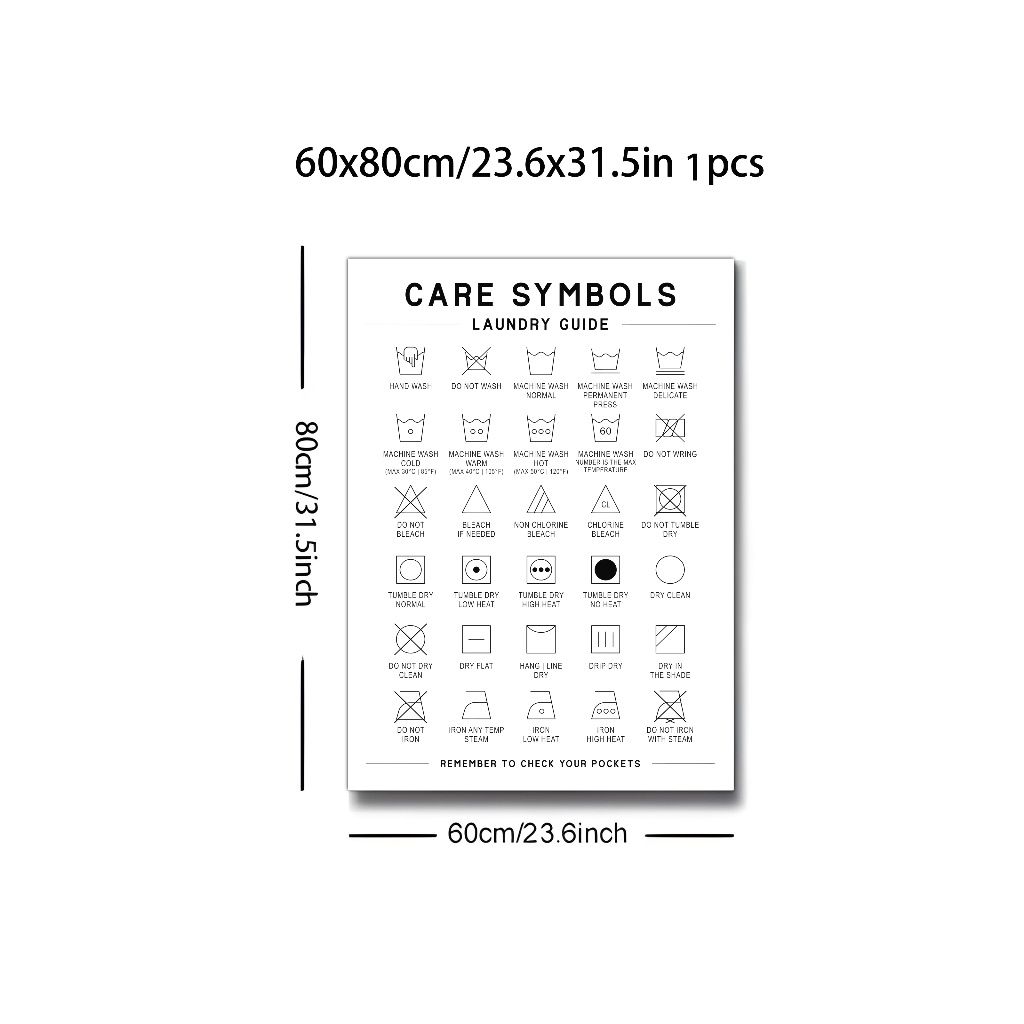 60x80cm/23.6x31.5in 1pcs
CARE SYMBOLS
LAUNDRY GUIDE
HAND WASH
DO NOT WASH
MACHINE WASH
NORMAL
MACHINE WASH
PERMANENT
PRESS
MACHINE WASH
DELICATE
MACHINE WASH
COLD
(MAX 30°C | 85°F)
MACHINE WASH
WARM
(MAX 40°C | 105°F)
MACHINE WASH
HOT
(MAX 50°C | 120°F)
60
MACHINE WASH
NUMBER IS THE MAX
TEMPERATURE
DO NOT WRING
DO NOT
BLEACH
BLEACH
IF NEEDED
NON CHLORINE
BLEACH
CL
CHLORINE
BLEACH
DO NOT TUMBLE
DRY
TUMBLE DRY
NORMAL
TUMBLE DRY
LOW HEAT
TUMBLE DRY
HIGH HEAT
TUMBLE DRY
NO HEAT
DRY CLEAN
DO NOT DRY
CLEAN
DRY FLAT
HANG | LINE
DRY
DRIP DRY
DRY IN
THE SHADE
DO NOT
IRON
IRON ANY TEMP
STEAM
IRON
LOW HEAT
IRON
HIGH HEAT
DO NOT IRON
WITH STEAM
REMEMBER TO CHECK YOUR POCKETS
80cm/31.5inch
60cm/23.6inch